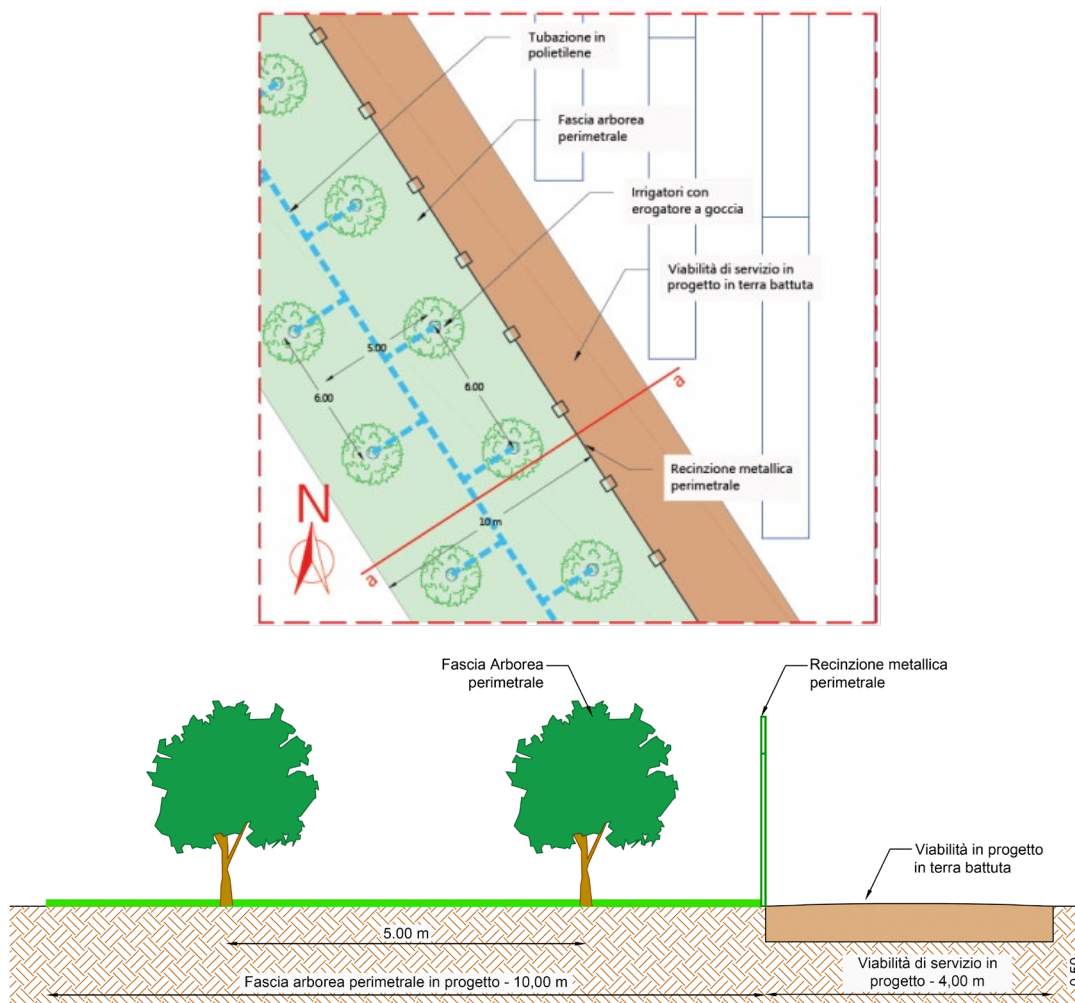 Tubazione in
polietilene
Fascia arborea
perimetrale
Irrigatori con
erogatore a goccia
Viabilità di servizio in
progetto in terra battuta
5.00
6.00
6.00
a
Recinzione metallica
perimetrale
N
10 m
a
Fascia Arborea
perimetrale
Recinzione metallica
perimetrale
Viabilità in progetto
in terra battuta
5.00 m
Fascia arborea perimetrale in progetto - 10,00 m
Viabilità di servizio in
progetto - 4,00 m